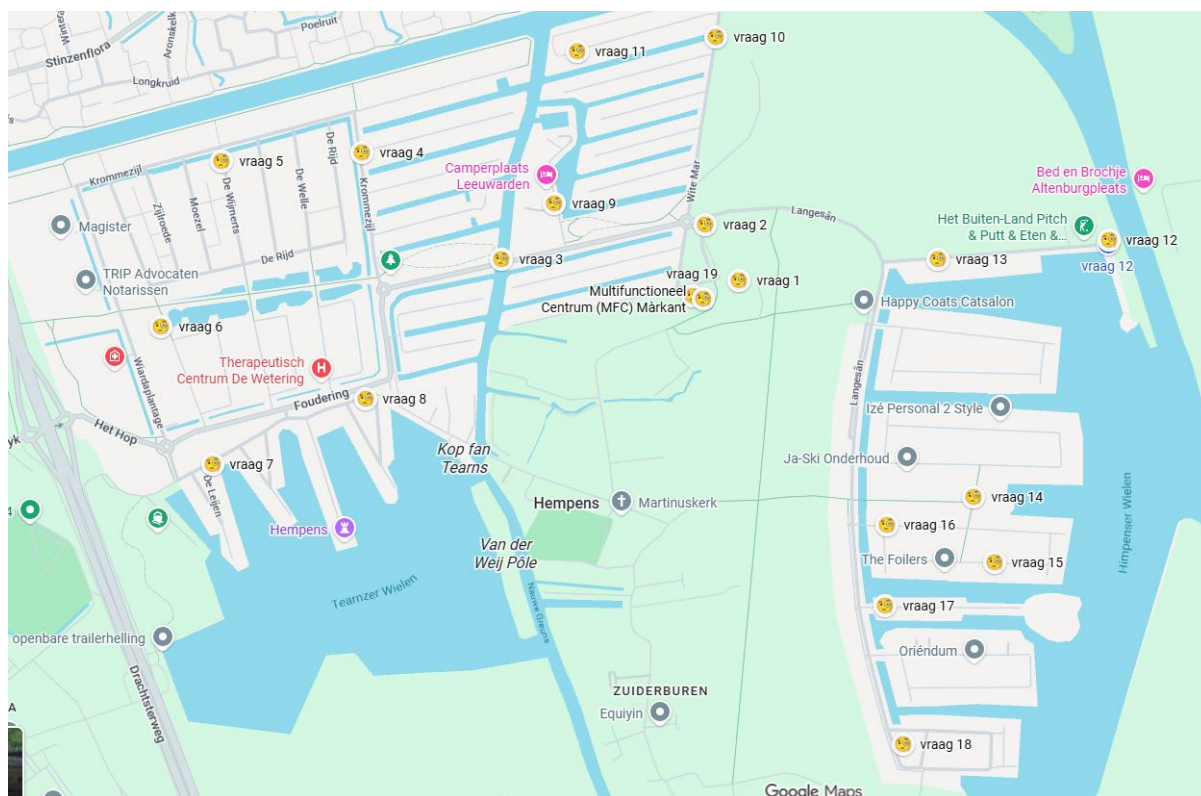 Poelruit
Aronskelk
Stinzenflora
Longkruid
vraag 11
vraag 10
vraag 5
De Rijd
vraag 4
Krommezijl
Camperplaats
Leeuwarden
Bed en Brochje
Altenburgpleats
De Welle
De Wijmerts
Moezel
Zijlroede
Krommezijl
Wite Mar
vraag 9
Langesân
Magister
vraag 2
Het Buiten-Land Pitch
& Putt & Eten &...
vraag 12
vraag 12
De Rijd
vraag 3
vraag 13
TRIP Advocaten
Notarissen
vraag 19
vraag 1
Multifunctioneel
Centrum (MFC) Màrkant
Happy Coats Catsalon
vraag 6
Wiardaplantage
Therapeutisch
Centrum De Wetering
Langesân
Foudering
vraag 8
Izé Personal 2 Style
Het Hop
yk
Kop fan
Tearns
Ja-Ski Onderhoud
vraag 7
De Leijen
vraag 14
4
Hempens
Hempens
Martinuskerk
vraag 16
Himpenser Wielen
Van der
Weij Pôle
The Foilers
vraag 15
Tearnzer Wielen
Nauwe Greuns
vraag 17
openbare trailerhelling
Oriéndum
Drachtsterweg
ZUIDERBUREN
A
Equiyin
vraag 18
Google Maps